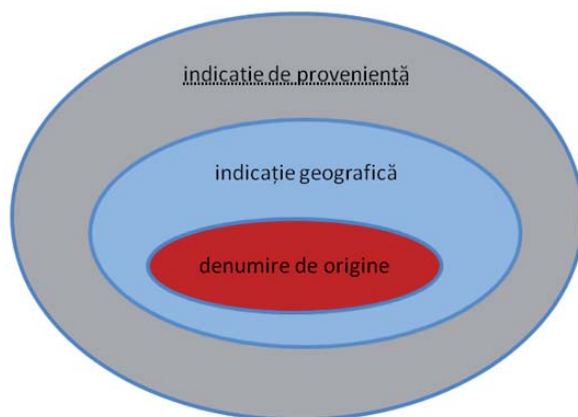 indicație de proveniență
indicație geografică
denumire de origine